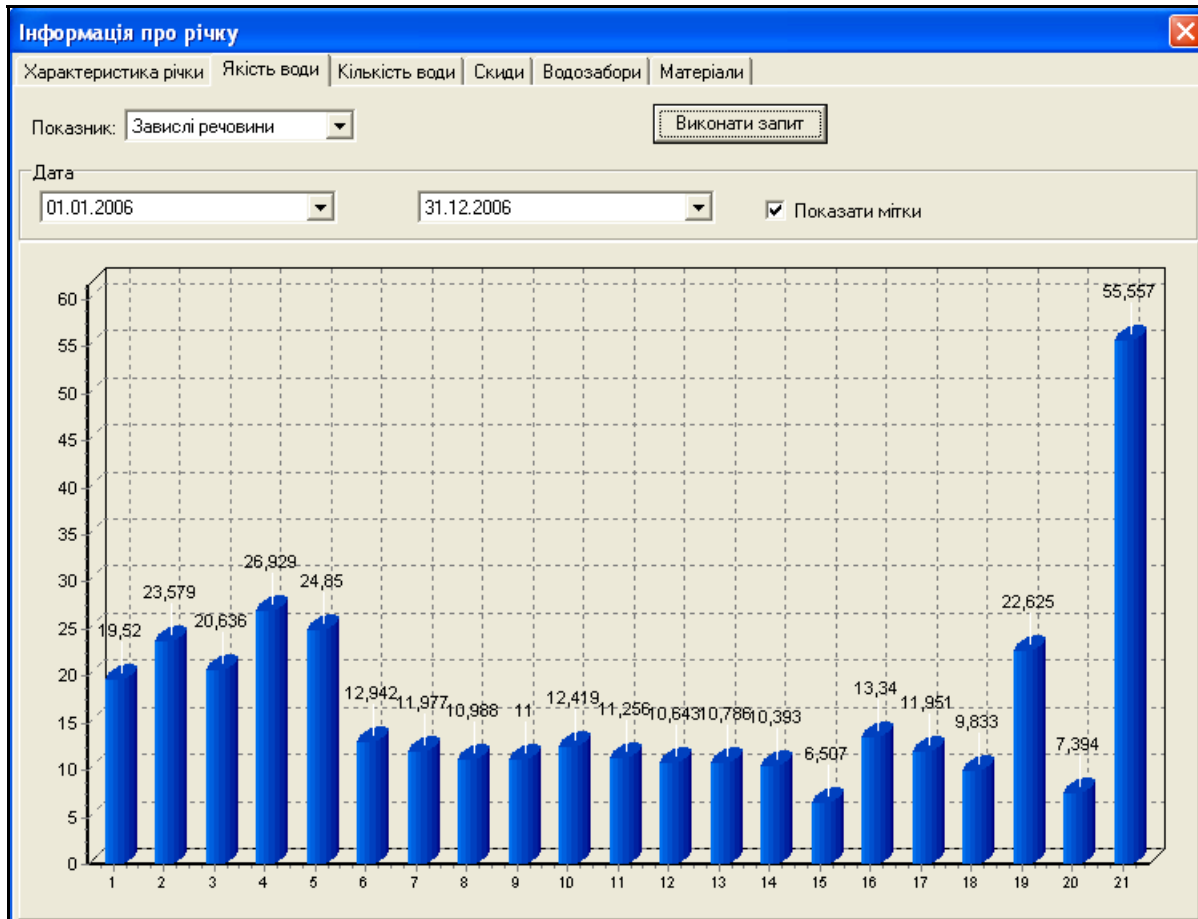 Інформація про річку
Характеристика річки Якість води Кількість води Скиди Водозабори Матеріали
Показник: Завислі речовини Виконати запит
Дата
01.01.2006 31.12.2006 Показати мітки
60
55
50
45
40
35
30
25
20
15
10
5
0
19,52 23,579 20,636 26,929 24,85 12,942 11,977 10,988 11 12,419 11,256 10,643 10,786 10,393 6,507 13,34 11,951 9,833 22,625 7,394 55,557
1 2 3 4 5 6 7 8 9 10 11 12 13 14 15 16 17 18 19 20 21